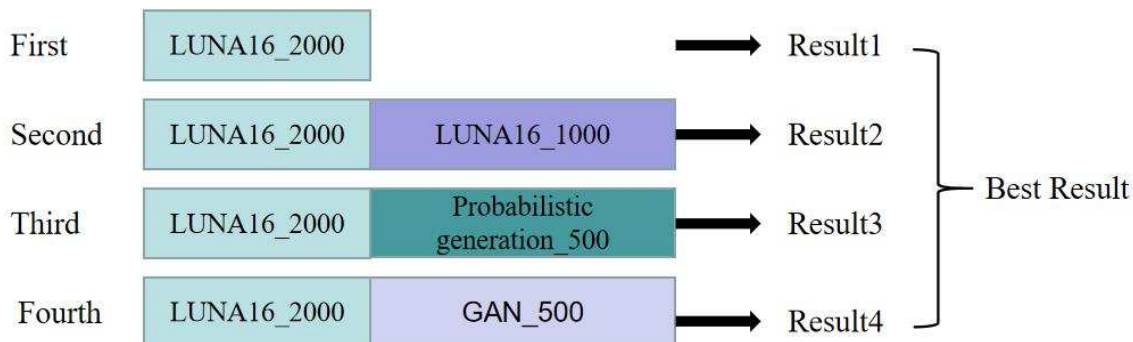 First LUNA16_2000 Result1
Second LUNA16_2000 LUNA16_1000 Result2
Third LUNA16_2000 Probabilistic
generation_500 Result3
Best Result
Fourth LUNA16_2000 GAN_500 Result4